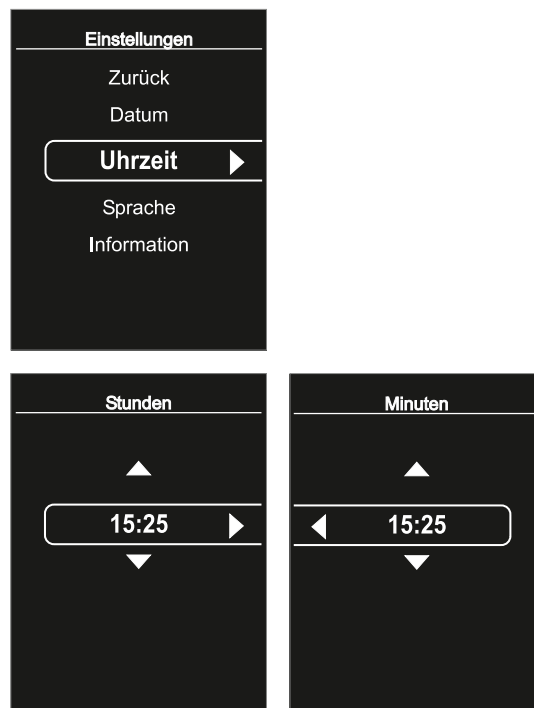 Einstellungen
Zurück
Datum
Uhrzeit
Sprache
Information
Stunden
15:25
Minuten
15:25